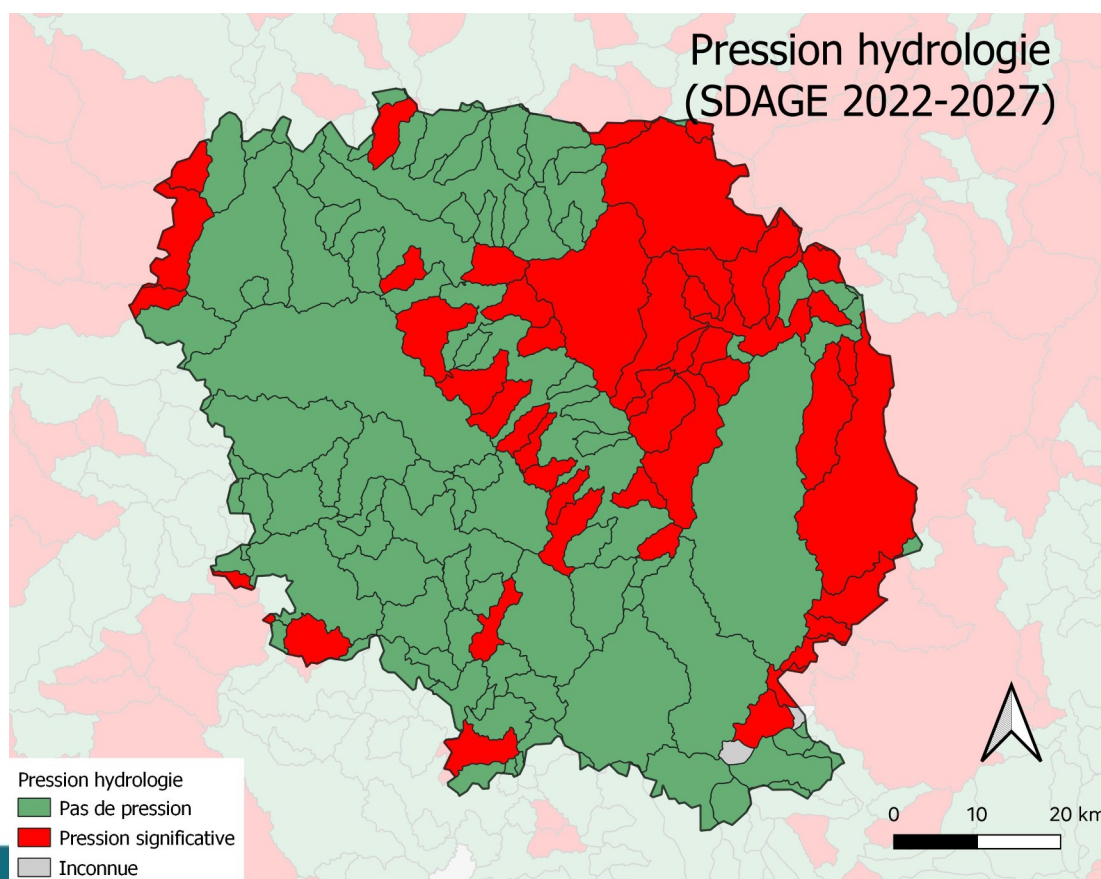 Pression hydrologie
(SDAGE 2022-2027)
Pression hydrologie
Pas de pression
Pression significative
Inconnue
0 10 20 km